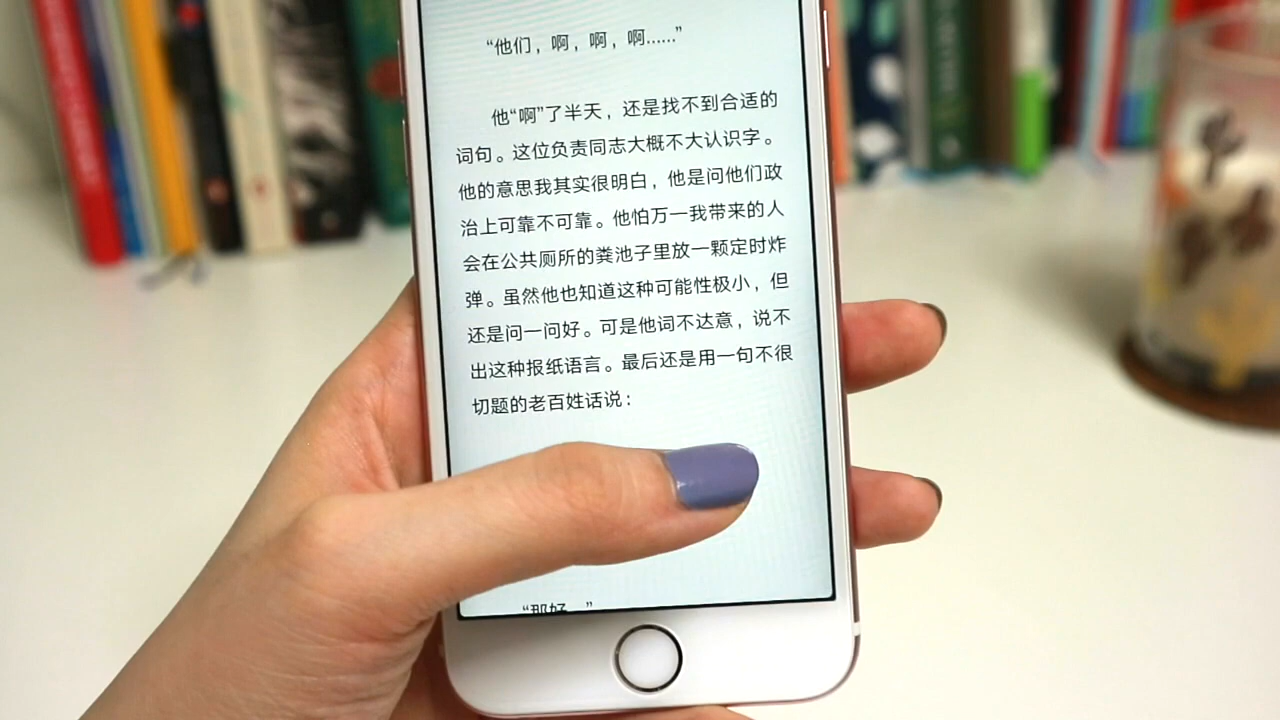 “他们，啊，啊，啊……”
他“啊”了半天，还是找不到合适的
词句。这位负责同志大概不大认识字。
他的意思我其实很明白，他是问他们政
治上可靠不可靠。他怕万一我带来的人
会在公共厕所的粪池子里放一颗定时炸
弹。虽然他也知道这种可能性极小，但
还是问一问好。可是他词不达意，说不
出这种报纸语言。最后还是用一句不很
切题的老百姓话说：
“那好。”